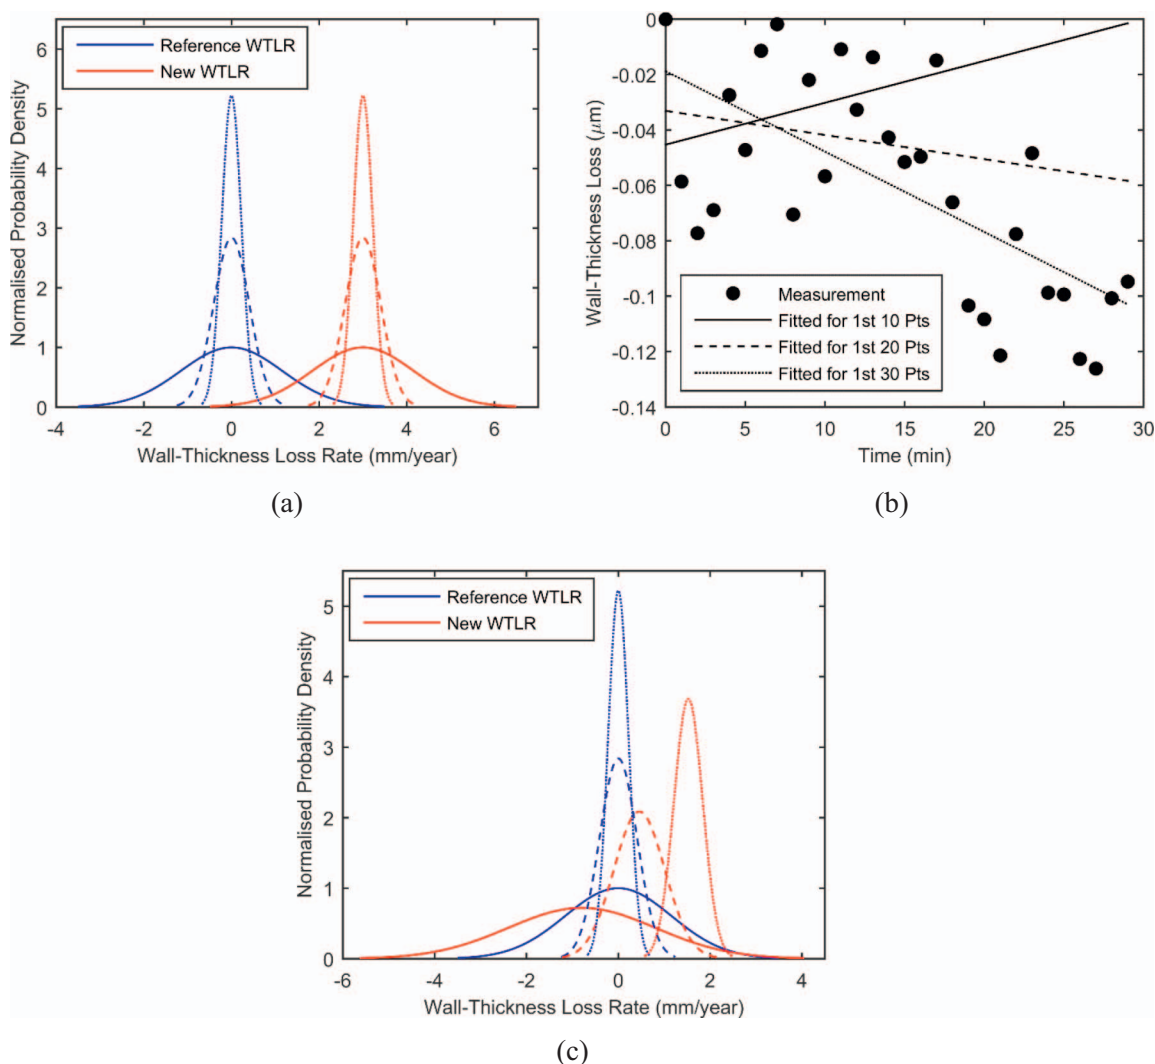 Reference WTLR
New WTLR
6
5
4
3
2
1
0
Normalised Probability Density
-4
-2
0
2
4
6
Wall-Thickness Loss Rate (mm/year)
(a)
0
-0.02
-0.04
-0.06
-0.08
-0.1
-0.12
-0.14
Wall-Thickness Loss (μm)
Measurement
Fitted for 1st 10 Pts
Fitted for 1st 20 Pts
Fitted for 1st 30 Pts
0
5
10
15
20
25
30
Time (min)
(b)
Reference WTLR
New WTLR
5
4
3
2
1
0
Normalised Probability Density
-6
-4
-2
0
2
4
Wall-Thickness Loss Rate (mm/year)
(c)